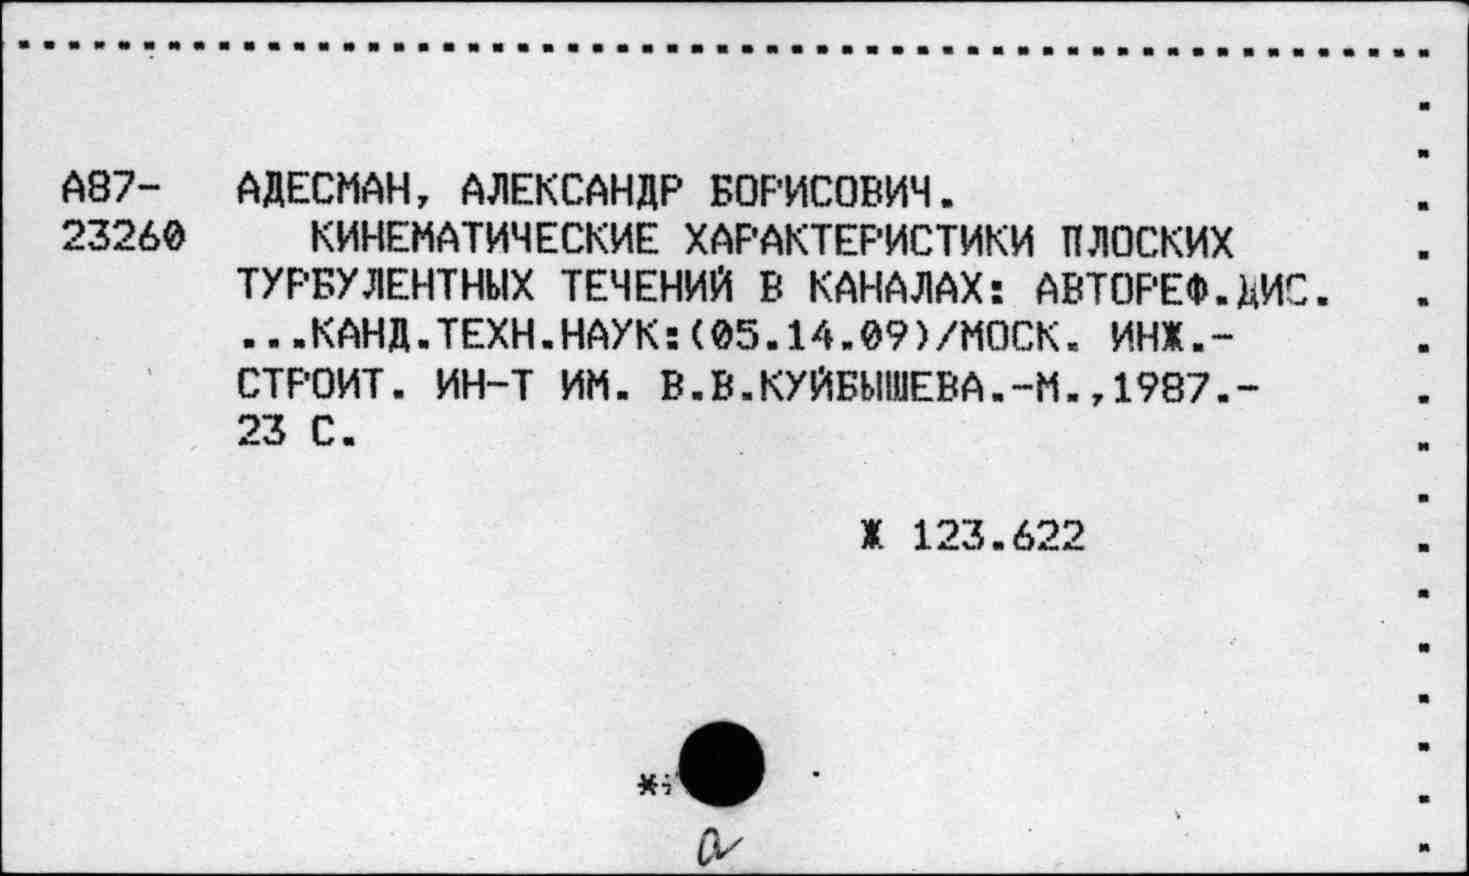 А87- АДЕСМАН, АЛЕКСАНДР БОРИСОВИЧ.
23260 КИНЕМАТИЧЕСКИЕ ХАРАКТЕРИСТИКИ ПЛОСКИХ
ТУРБУЛЕНТНЫХ ТЕЧЕНИЙ В КАНАЛАХ: АВТОРЕФ.ДИС.
...КАНД.ТЕХН.НАУК:(05.14.09)/МОСК. ИНЖ.-
СТРОИТ. ИН-Т ИМ. В.В.КУЙБЫШЕВА.-М.,1987.-
23 С.
Ж 123.622